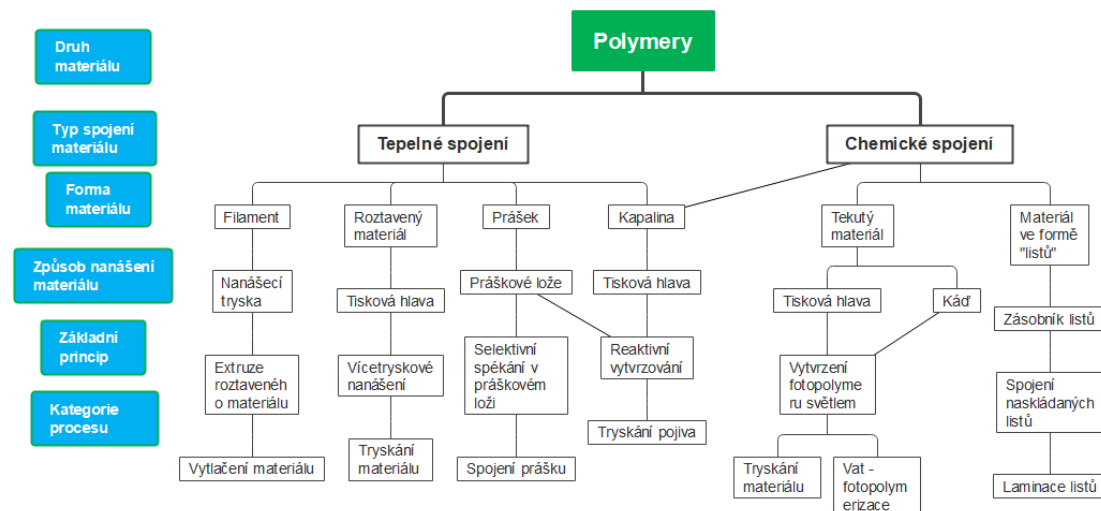 Polymery
Druh
materiálu
Typ spojení
materiálu
Tepelné spojení
Chemické spojení
Forma
materiálu
Filament
Roztavený
materiál
Prášek
Kapalina
Tekutý
materiál
Materiál
ve formě
"listů"
Způsob nanášení
materiálu
Nanášecí
tryska
Tisková hlava
Práškové lože
Tisková hlava
Tisková hlava
Káď
Zásobník listů
Základní
princip
Extruze
roztavenéh
o materiálu
Vícetryskové
nanášení
Selektivní
spékání v
práškovém
loži
Reaktivní
vytvrzování
Vytvrzení
fotopolyme
ru světlem
Spojení
naskládaných
listů
Kategorie
procesu
Vytlačení materiálu
Tryskání
materiálu
Spojení prášku
Tryskání pojiva
Tryskání
materiálu
Vat -
fotopolym
erizace
Laminace listů